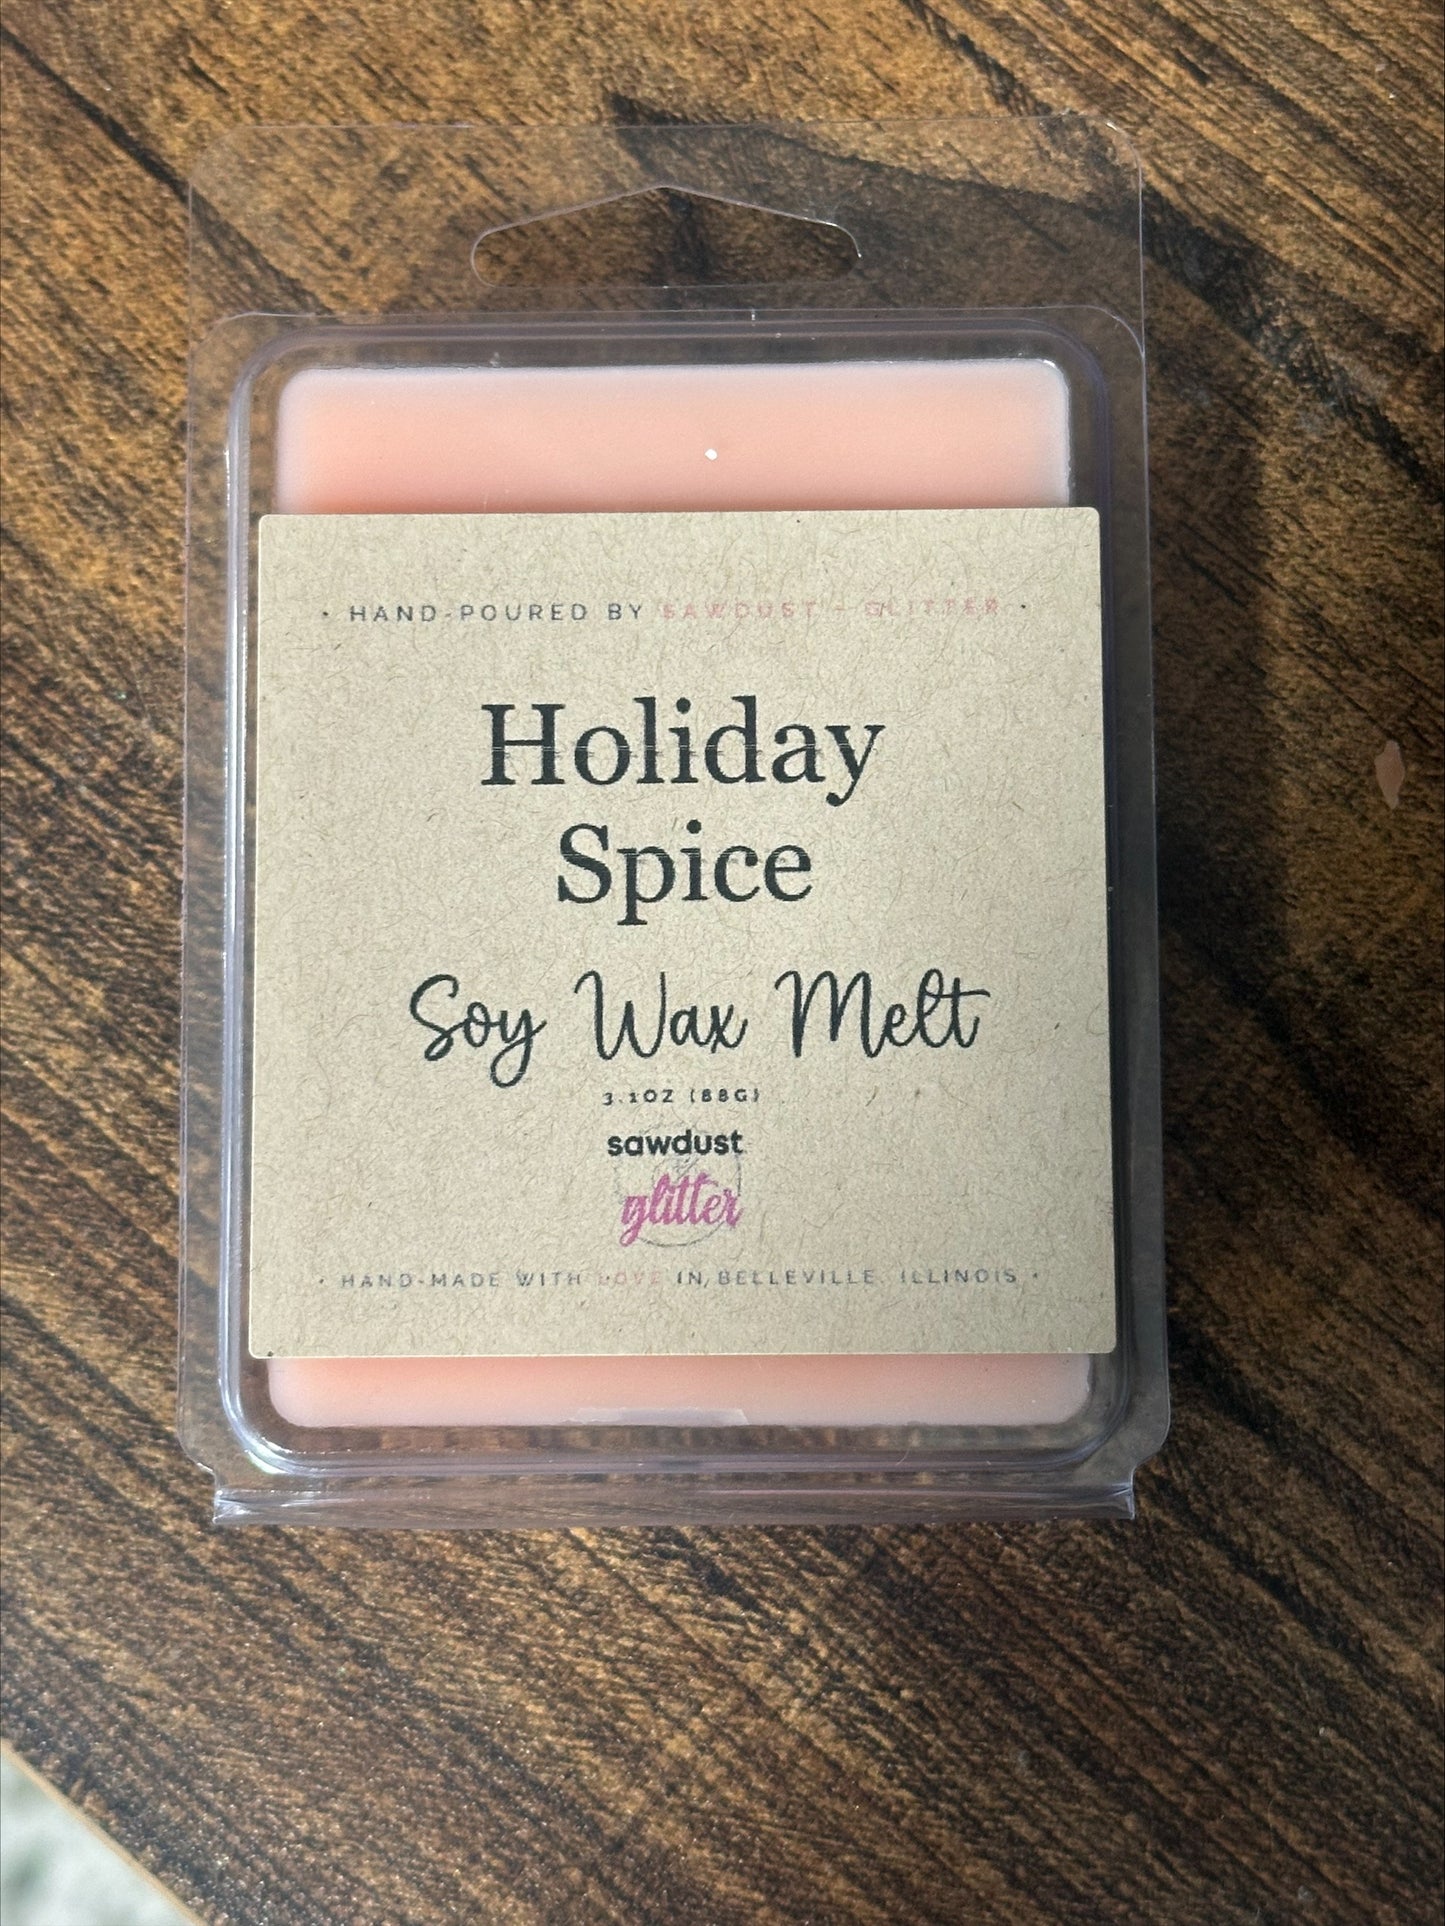 • HAND-POURED BY SAWDUST + GLITTER •
Holiday
Spice
Soy Wax Melt
3.1OZ (88G)
sawdust
glitter
• HAND-MADE WITH LOVE IN BELLEVILLE, ILLINOIS •